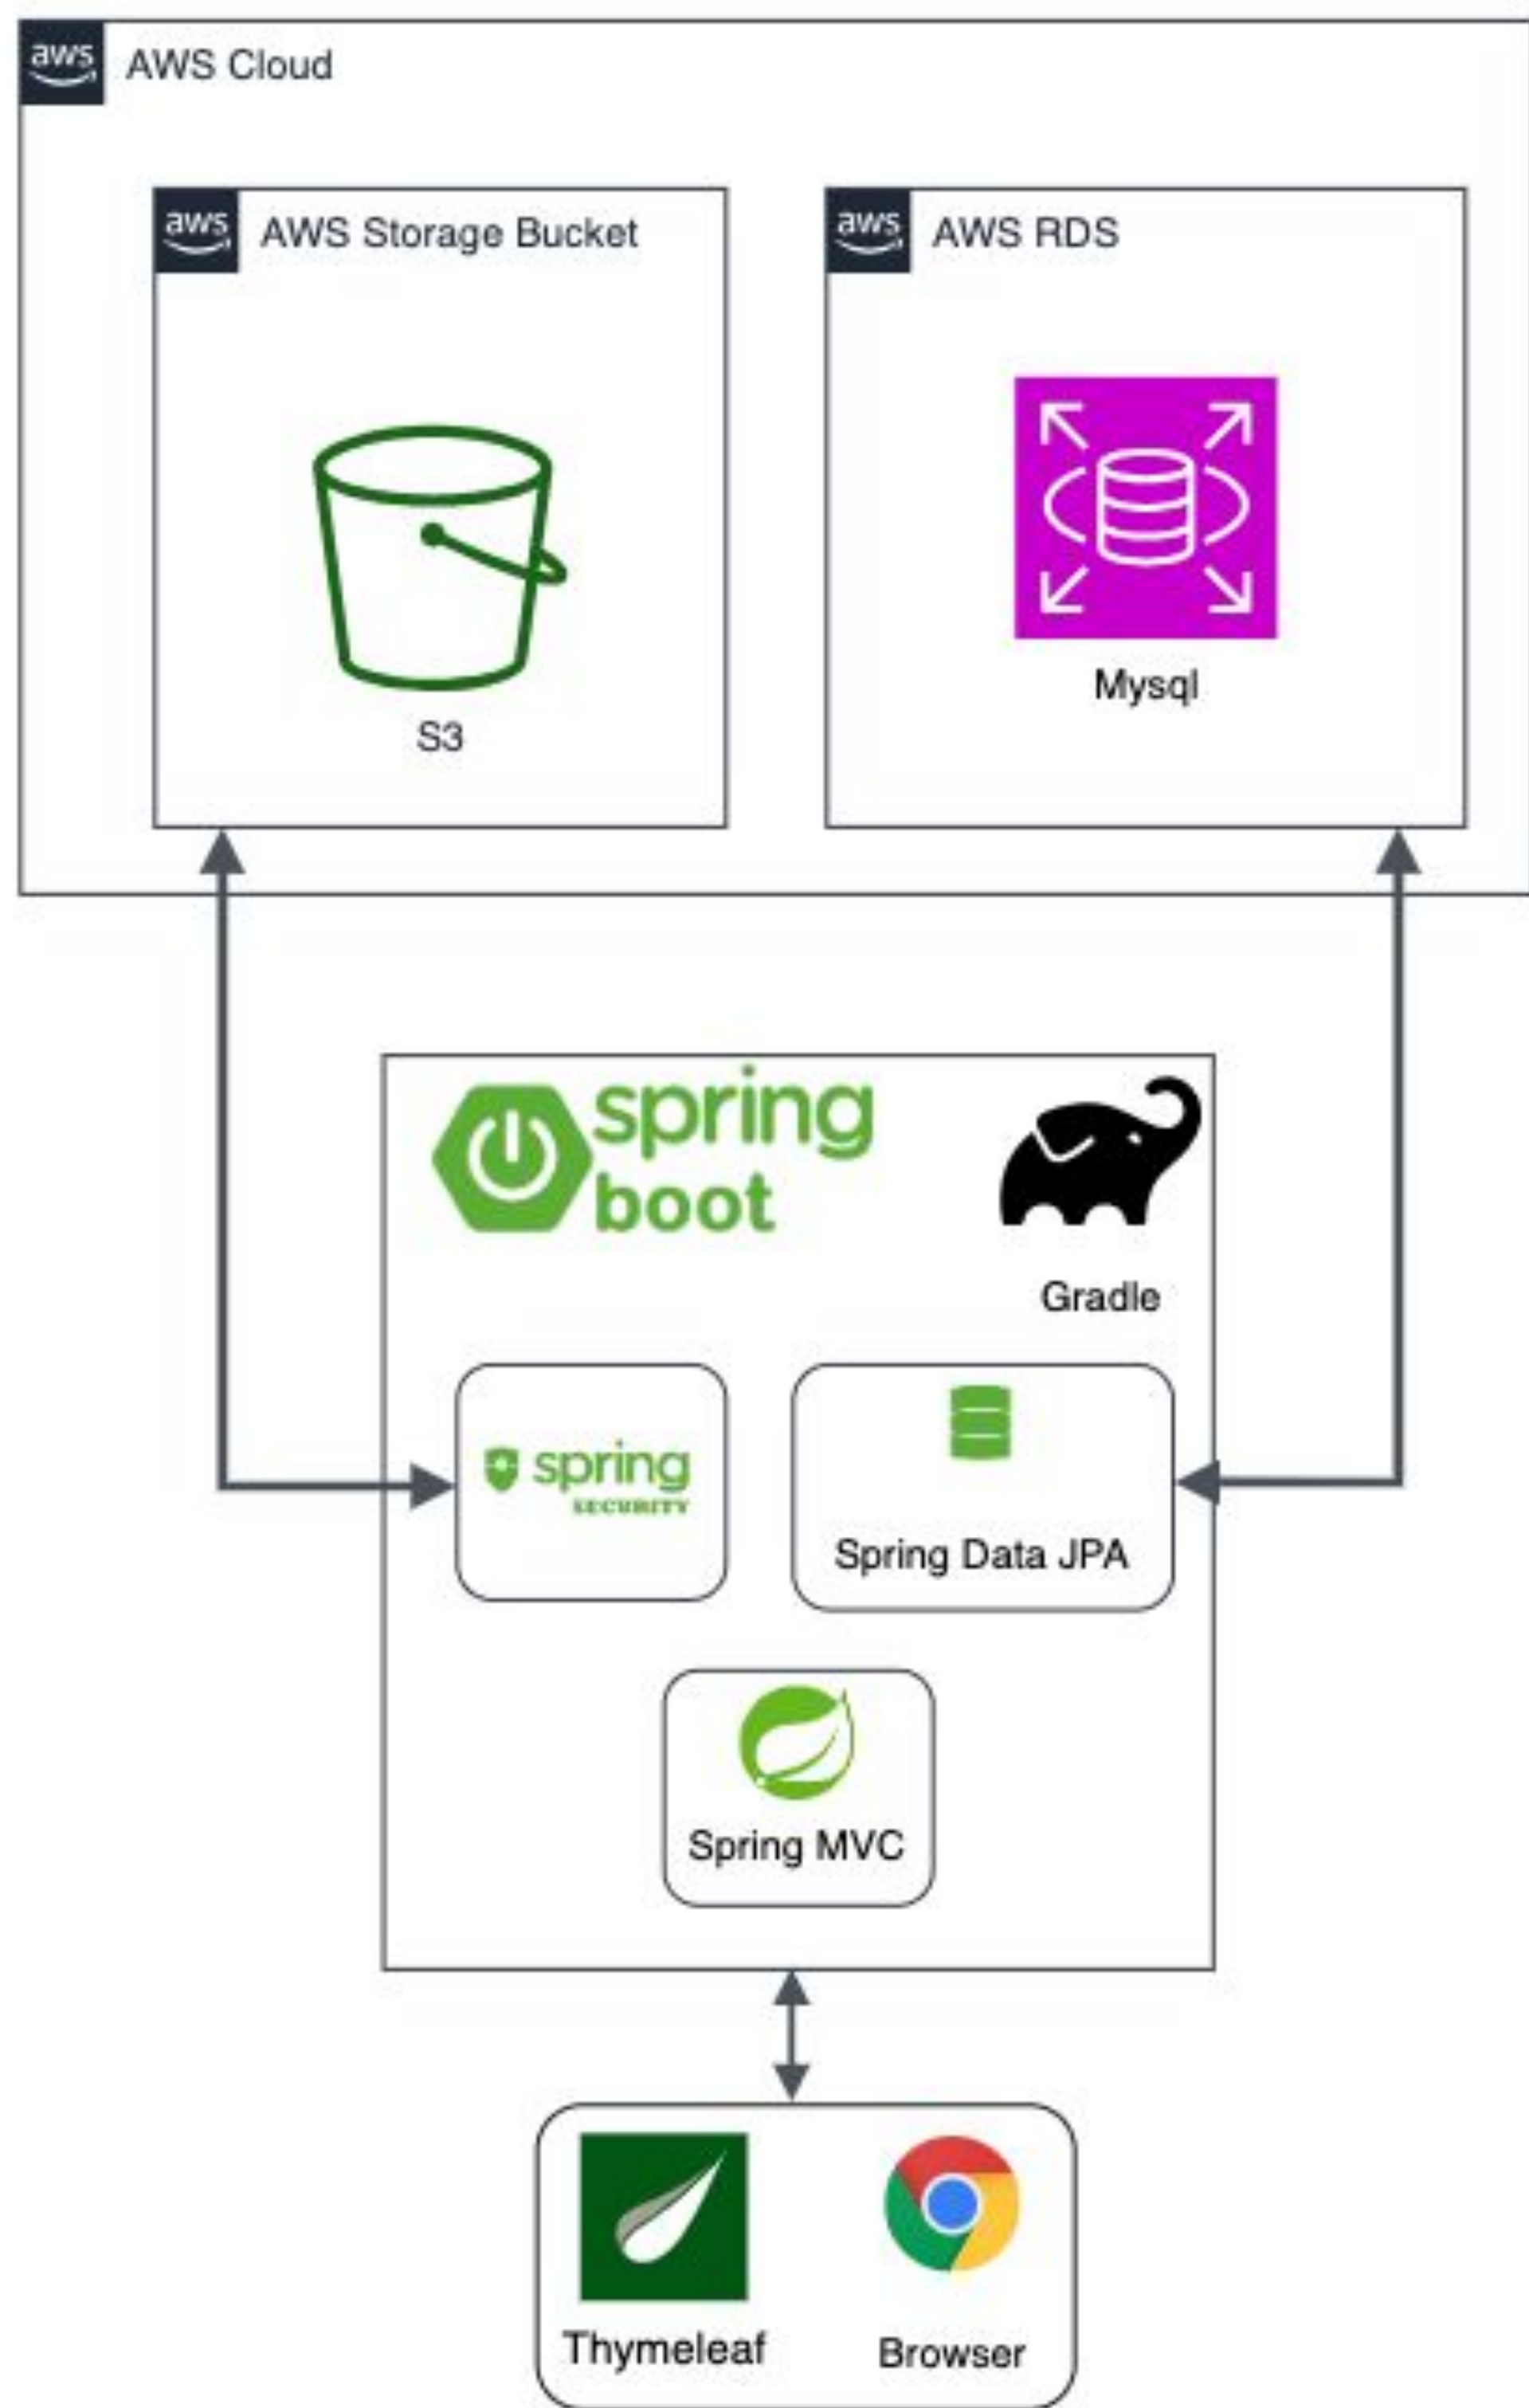 aws
AWS Cloud
aws
AWS Storage Bucket
aws
AWS RDS
S3
Mysql
spring
boot
Gradle
spring
SECURITY
Spring Data JPA
Spring MVC
Thymeleaf
Browser